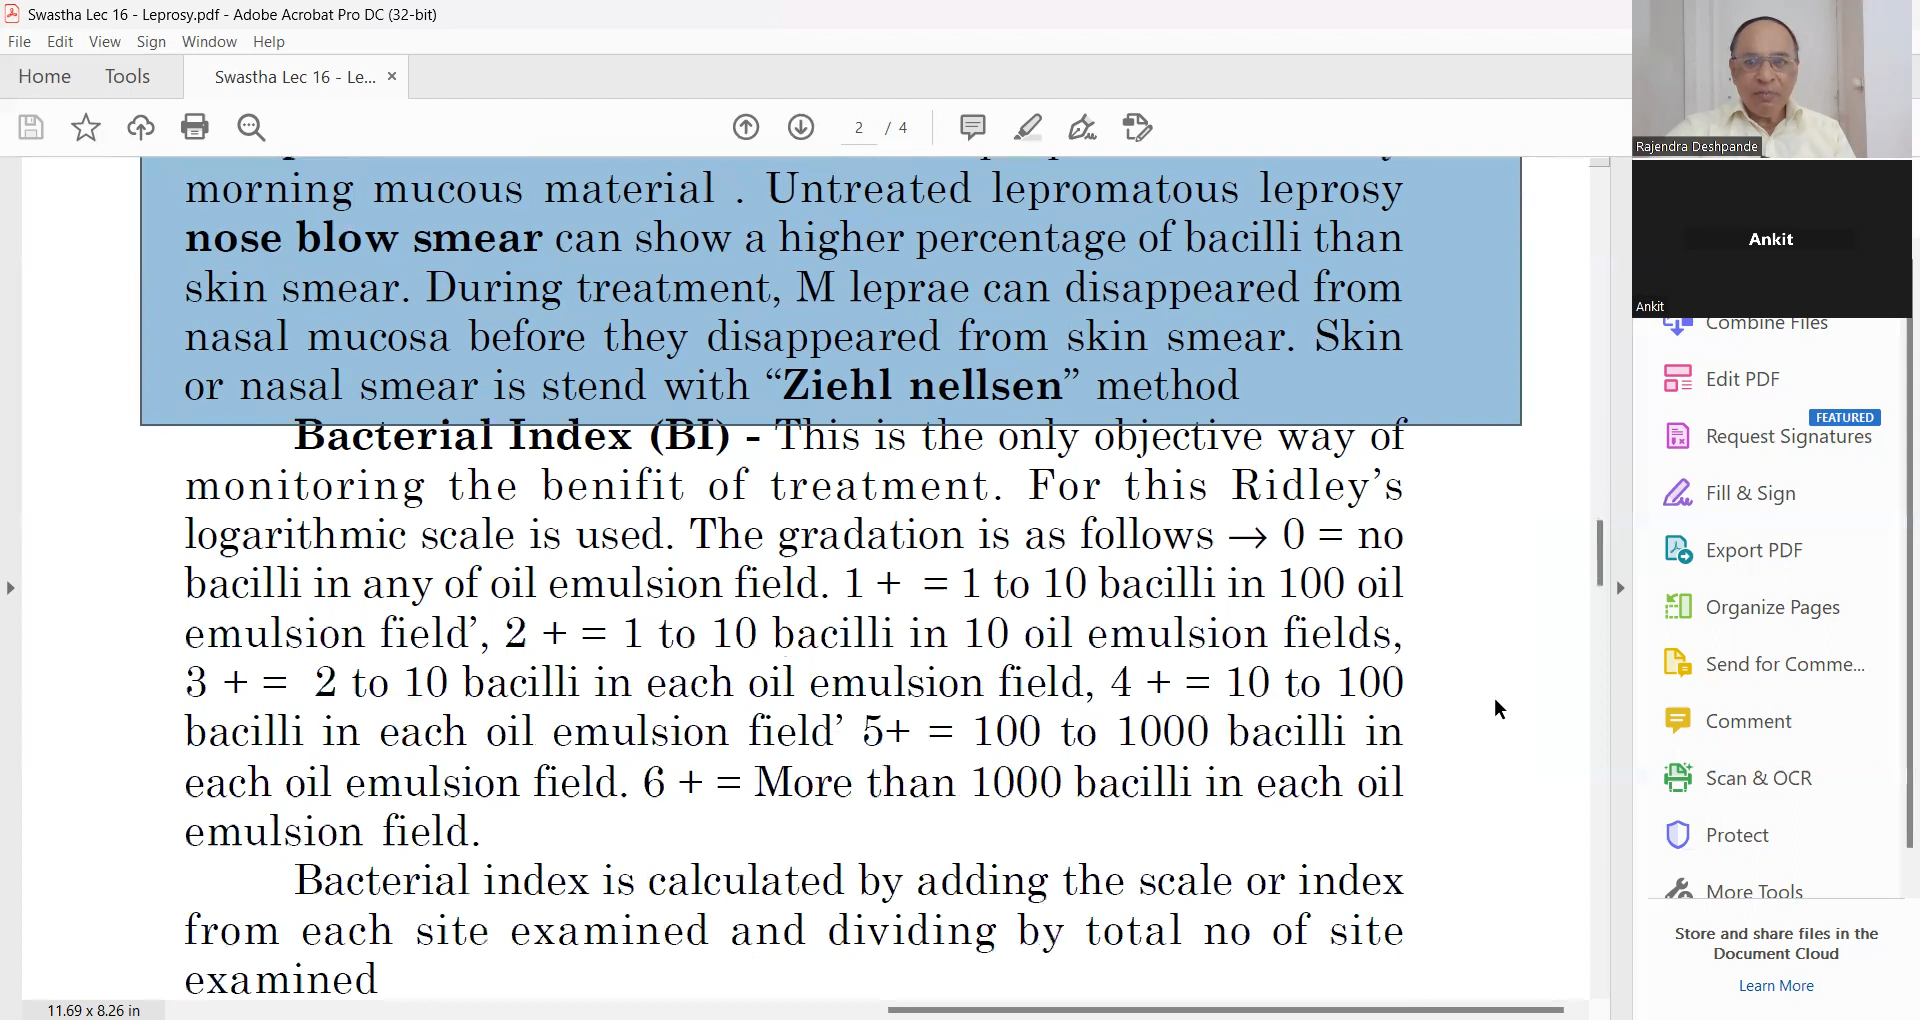 Swastha Lec 16 - Leprosy.pdf - Adobe Acrobat Pro DC (32-bit)
File Edit View Sign Window Help
Home Tools Swastha Lec 16 - Le... ×
2 / 4
morning mucous material . Untreated lepromatous leprosy
nose blow smear can show a higher percentage of bacilli than
skin smear. During treatment, M leprae can disappeared from
nasal mucosa before they disappeared from skin smear. Skin
or nasal smear is stend with “Ziehl nellsen” method
Bacterial Index (BI) - This is the only objective way of
monitoring the benifit of treatment. For this Ridley’s
logarithmic scale is used. The gradation is as follows → 0 = no
bacilli in any of oil emulsion field. 1 + = 1 to 10 bacilli in 100 oil
emulsion field’, 2 + = 1 to 10 bacilli in 10 oil emulsion fields,
3 + = 2 to 10 bacilli in each oil emulsion field, 4 + = 10 to 100
bacilli in each oil emulsion field’ 5+ = 100 to 1000 bacilli in
each oil emulsion field. 6 + = More than 1000 bacilli in each oil
emulsion field.
Bacterial index is calculated by adding the scale or index
from each site examined and dividing by total no of site
examined
11.69 x 8.26 in
Rajendra Deshpande
Ankit
Ankit
Combine Files
Edit PDF
FEATURED
Request Signatures
Fill & Sign
Export PDF
Organize Pages
Send for Comme...
Comment
Scan & OCR
Protect
More Tools
Store and share files in the
Document Cloud
Learn More